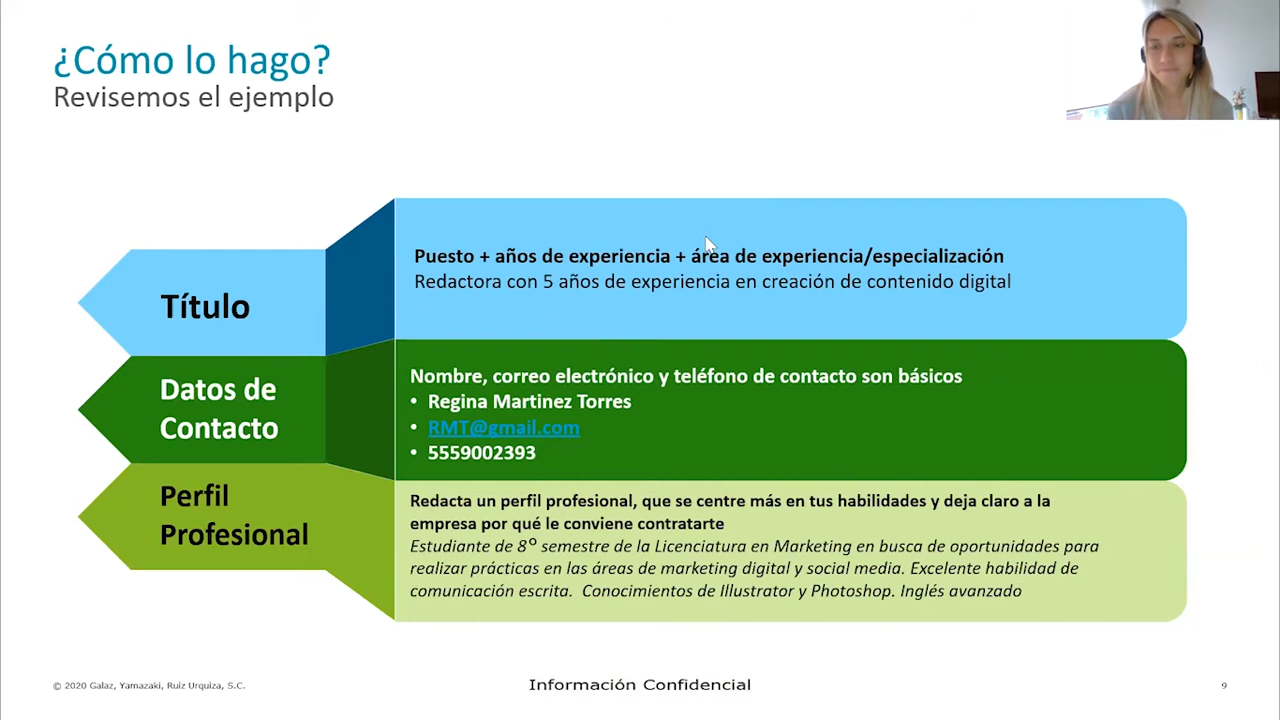 ¿Cómo lo hago?
Revisemos el ejemplo
Título
Puesto + años de experiencia + área de experiencia/especialización
Redactora con 5 años de experiencia en creación de contenido digital
Datos de
Contacto
Nombre, correo electrónico y teléfono de contacto son básicos
• Regina Martinez Torres
• RMT@gmail.com
• 5559002393
Perfil
Profesional
Redacta un perfil profesional, que se centre más en tus habilidades y deja claro a la
empresa por qué le conviene contratarte
Estudiante de 8° semestre de la Licenciatura en Marketing en busca de oportunidades para
realizar prácticas en las áreas de marketing digital y social media. Excelente habilidad de
comunicación escrita. Conocimientos de Illustrator y Photoshop. Inglés avanzado
© 2020 Galaz, Yamazaki, Ruiz Urquiza, S.C.
Información Confidencial
9